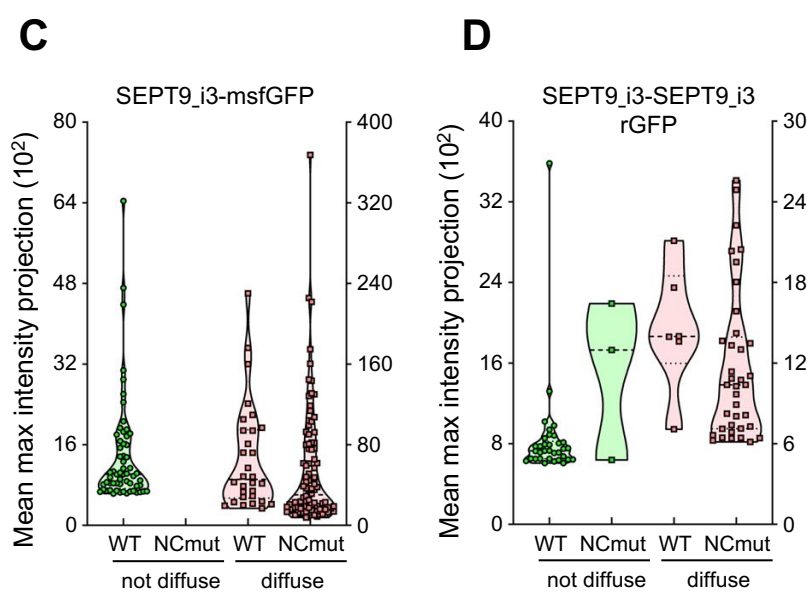 C
SEPT9_i3-msfGFP
Mean max intensity projection (10²)
80
64
48
32
16
0
400
320
240
160
80
0
WT NCmut WT NCmut
not diffuse diffuse
D
SEPT9_i3-SEPT9_i3
rGFP
Mean max intensity projection (10²)
40
32
24
16
8
0
30
24
18
12
6
0
WT NCmut WT NCmut
not diffuse diffuse